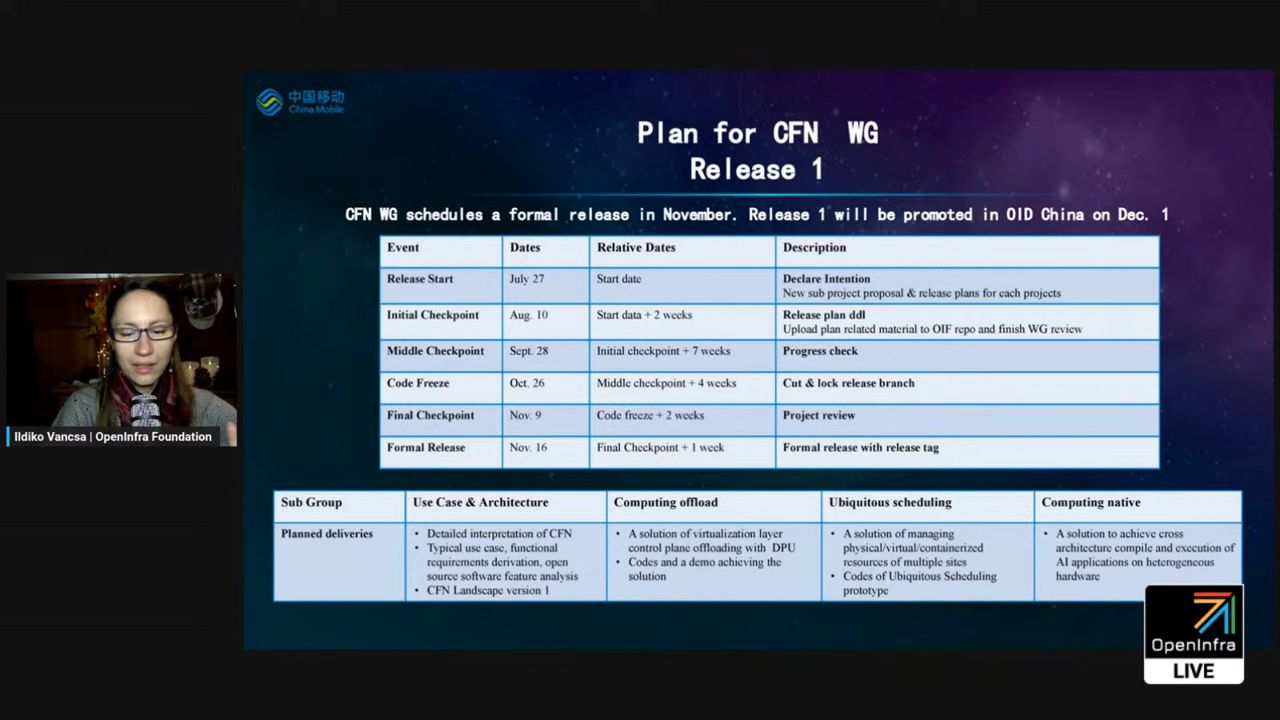 中国移动
China Mobile
Plan for CFN WG
Release 1
CFN WG schedules a formal release in November. Release 1 will be promoted in OID China on Dec. 1
Event Dates Relative Dates Description
Release Start July 27 Start date Declare Intention
New sub project proposal & release plans for each projects
Initial Checkpoint Aug. 10 Start data + 2 weeks Release plan ddl
Upload plan related material to OIF repo and finish WG review
Middle Checkpoint Sept. 28 Initial checkpoint + 7 weeks Progress check
Code Freeze Oct. 26 Middle checkpoint + 4 weeks Cut & lock release branch
Final Checkpoint Nov. 9 Code freeze + 2 weeks Project review
Formal Release Nov. 16 Final Checkpoint + 1 week Formal release with release tag
Sub Group Use Case & Architecture Computing offload Ubiquitous scheduling Computing native
Planned deliveries
• Detailed interpretation of CFN
• Typical use case, functional
requirements derivation, open
source software feature analysis
• CFN Landscape version 1
• A solution of virtualization layer
control plane offloading with DPU
• Codes and a demo achieving the
solution
• A solution of managing
physical/virtual/containerized
resources of multiple sites
• Codes of Ubiquitous Scheduling
prototype
• A solution to achieve cross
architecture compile and execution of
AI applications on heterogeneous
hardware
Ildiko Vancsa | OpenInfra Foundation
OpenInfra
LIVE